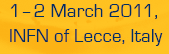 1–2 March 2011,
INFN of Lecce, Italy